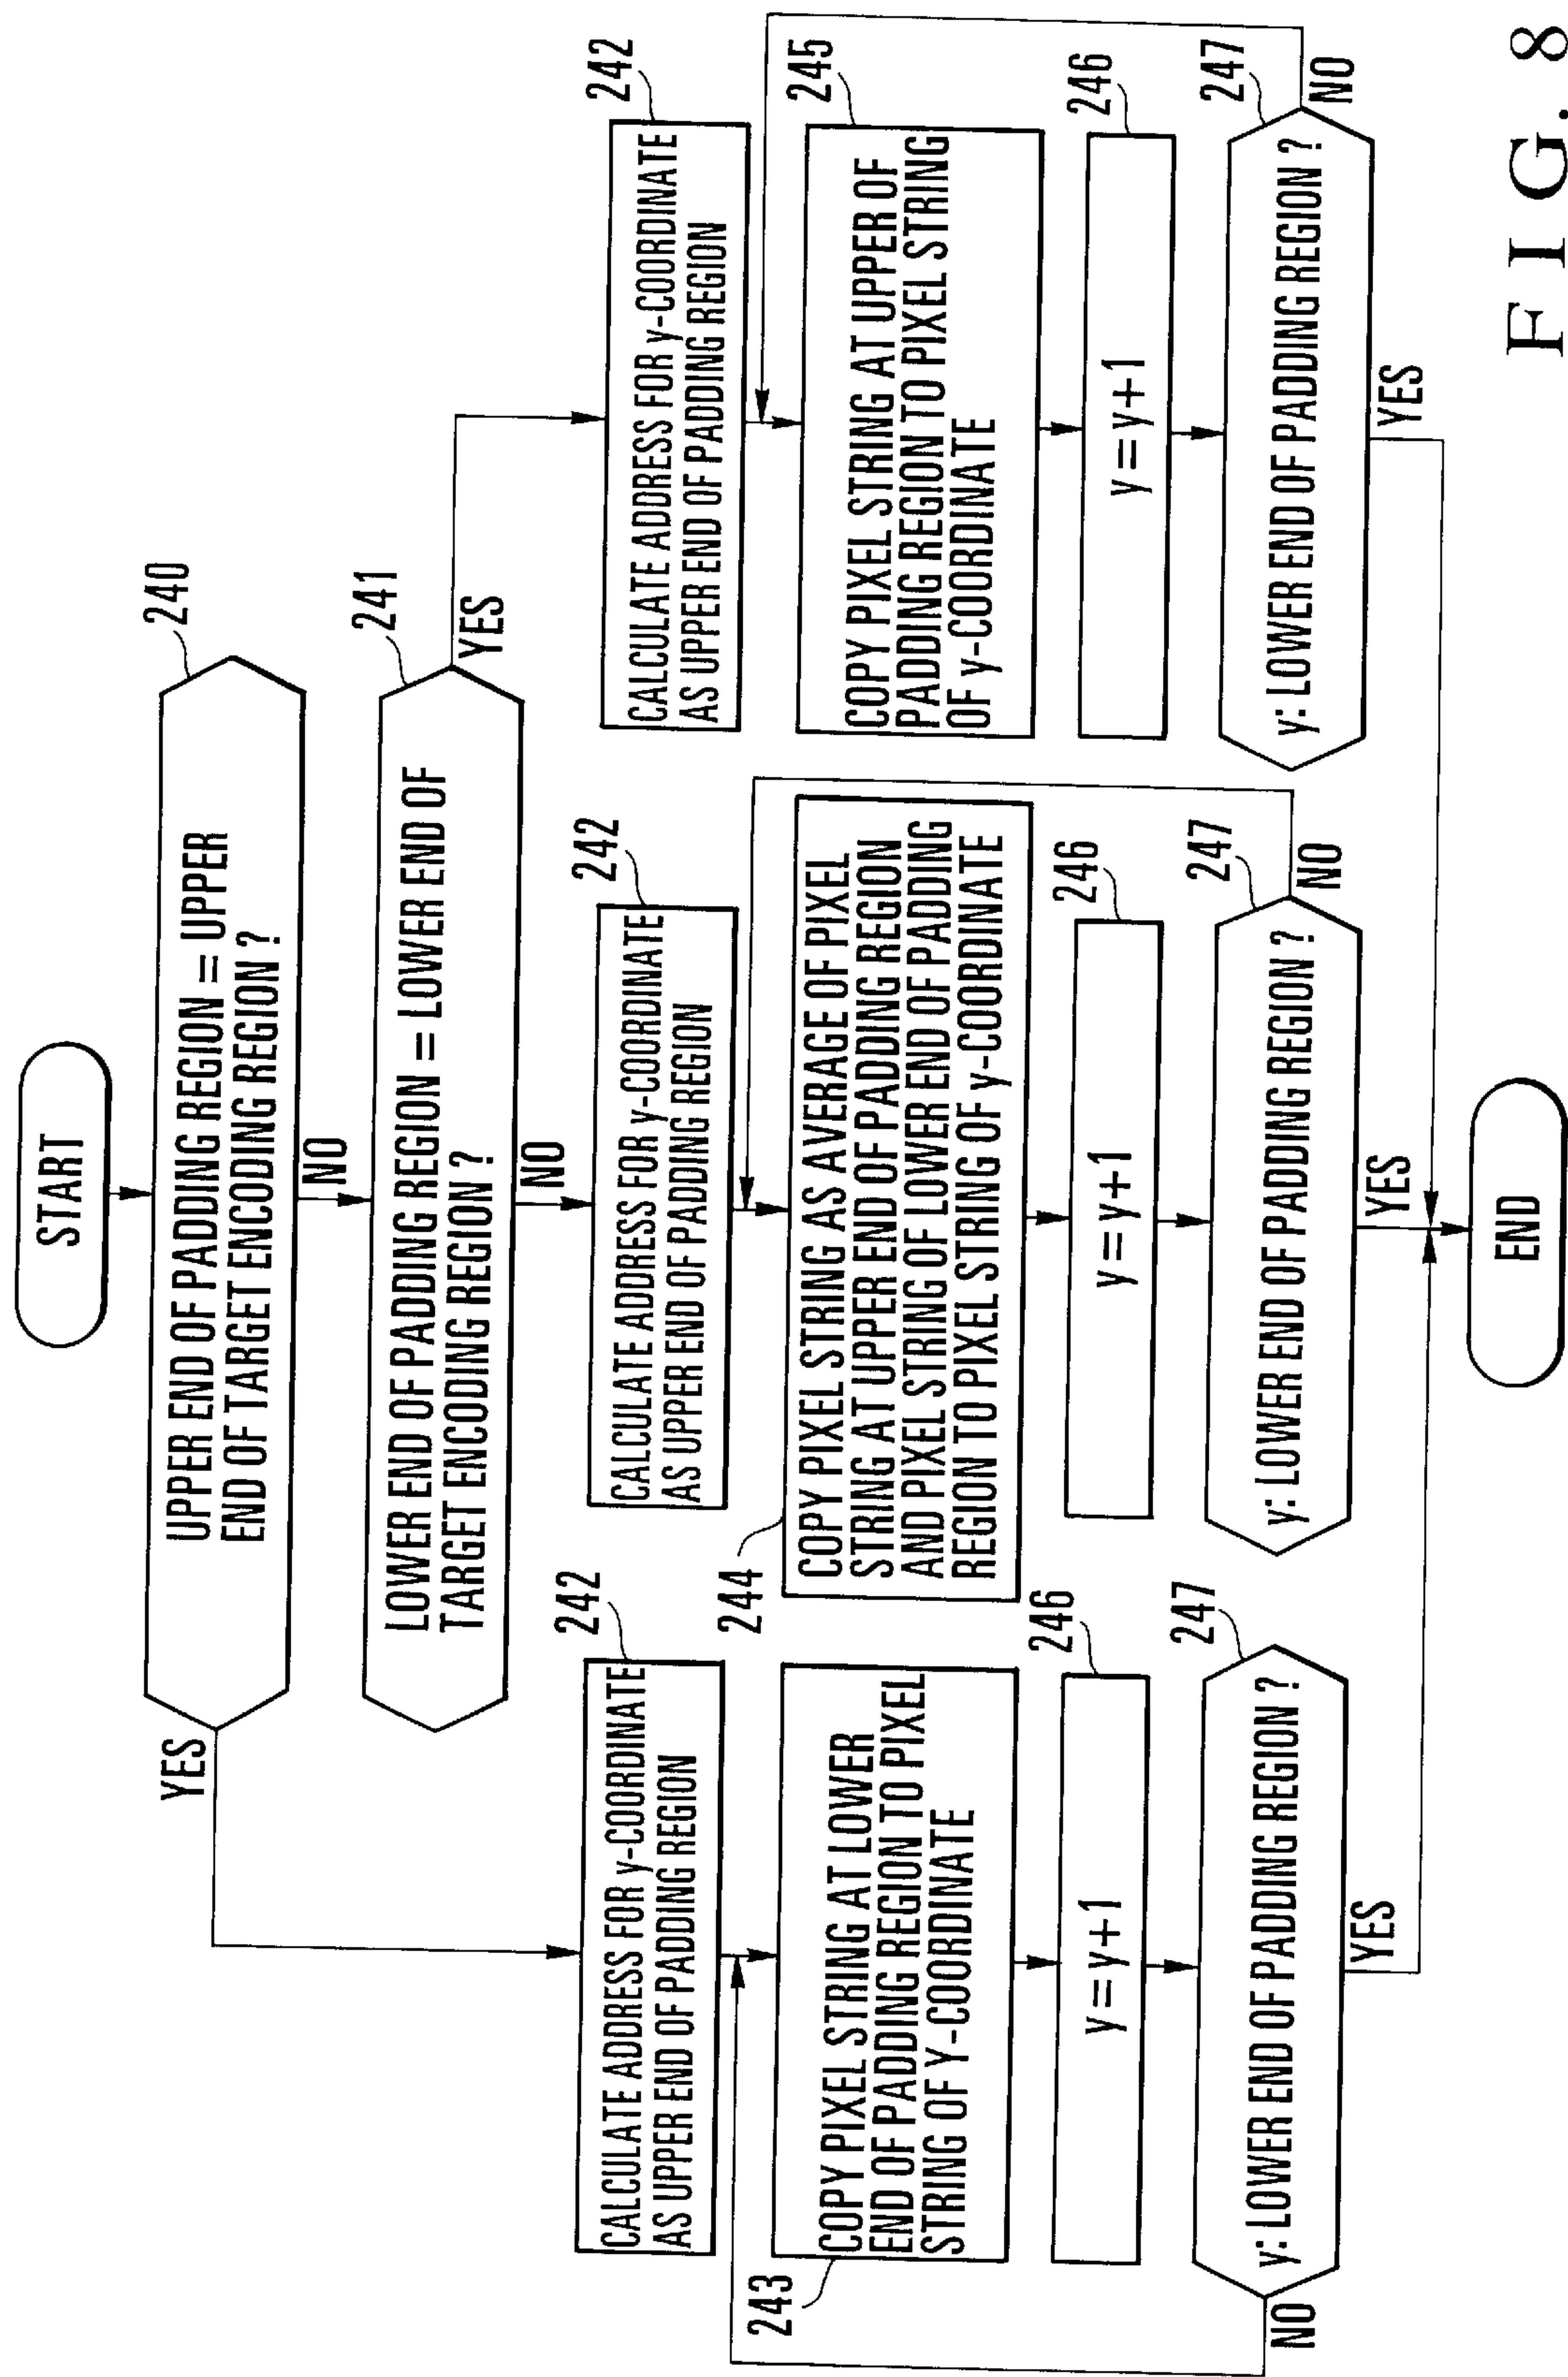 START
240
UPPER END OF PADDING REGION = UPPER
END OF TARGET ENCODING REGION ?
YES
NO
241
LOWER END OF PADDING REGION = LOWER END OF
TARGET ENCODING REGION ?
YES
NO
242
CALCULATE ADDRESS FOR y-COORDINATE
AS UPPER END OF PADDING REGION
243
COPY PIXEL STRING AT LOWER
END OF PADDING REGION TO PIXEL
STRING OF Y-COORDINATE
246
y = y+1
247
y: LOWER END OF PADDING REGION ?
NO
YES
242
CALCULATE ADDRESS FOR y-COORDINATE
AS UPPER END OF PADDING REGION
244
COPY PIXEL STRING AS AVERAGE OF PIXEL
STRING AT UPPER END OF PADDING REGION
AND PIXEL STRING OF LOWER END OF PADDING
REGION TO PIXEL STRING OF y-COORDINATE
246
y = y+1
247
y: LOWER END OF PADDING REGION ?
NO
YES
242
CALCULATE ADDRESS FOR y-COORDINATE
AS UPPER END OF PADDING REGION
245
COPY PIXEL STRING AT UPPER OF
PADDING REGION TO PIXEL STRING
OF y-COORDINATE
246
y = y+1
247
y: LOWER END OF PADDING REGION ?
NO
YES
END
FIG. 8